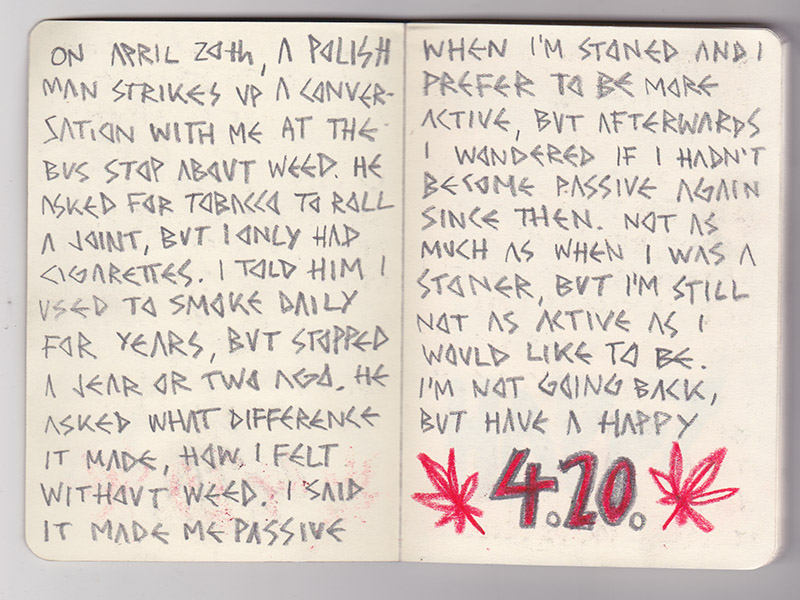 ON APRIL 20th, A POLISH
MAN STRIKES UP A CONVER-
SATION WITH ME AT THE
BUS STOP ABOUT WEED. HE
ASKED FOR TOBACCO TO ROLL
A JOINT, BUT I ONLY HAD
CIGARETTES. I TOLD HIM I
USED TO SMOKE DAILY
FOR YEARS, BUT STOPPED
A JEAR OR TWO AGO. HE
ASKED WHAT DIFFERENCE
IT MADE, HOW I FELT
WITHOUT WEED. I SAID
IT MADE ME PASSIVE
WHEN I'M STONED AND I
PREFER TO BE MORE
ACTIVE, BUT AFTERWARDS
I WONDERED IF I HADN'T
BECOME PASSIVE AGAIN
SINCE THEN. NOT AS
MUCH AS WHEN I WAS A
STONER, BUT I'M STILL
NOT AS ACTIVE AS I
WOULD LIKE TO BE.
I'M NOT GOING BACK,
BUT HAVE A HAPPY
4.20.